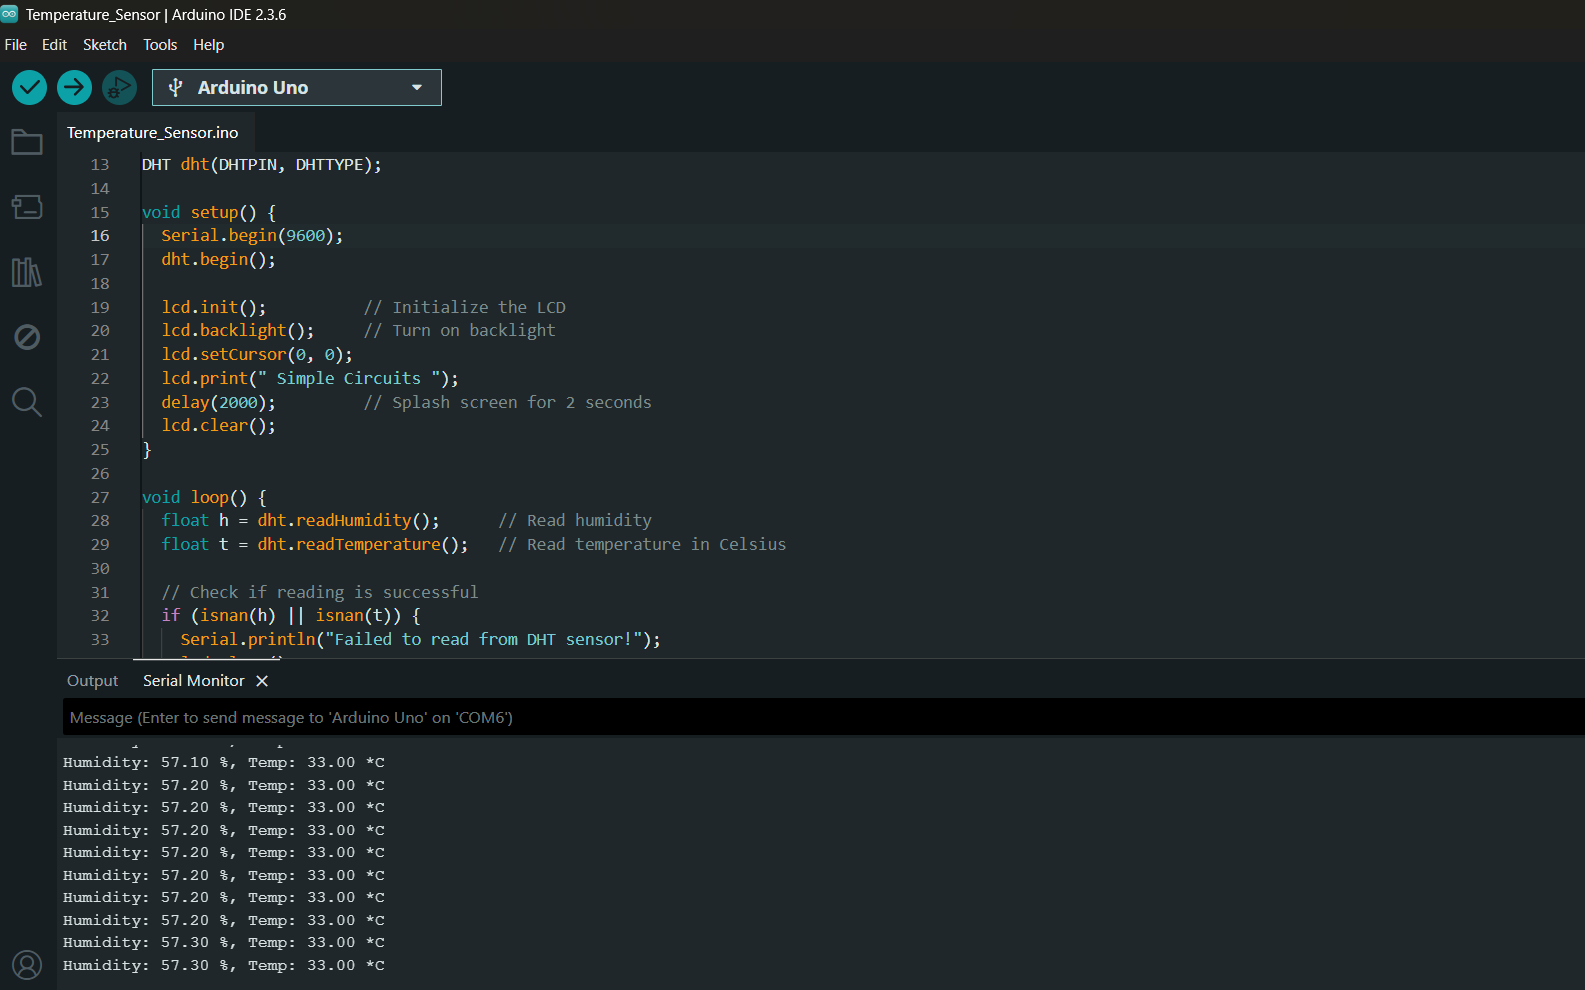 Temperature_Sensor | Arduino IDE 2.3.6
File Edit Sketch Tools Help
Arduino Uno
Temperature_Sensor.ino
13 DHT dht(DHTPIN, DHTTYPE);
14
15 void setup() {
16 Serial.begin(9600);
17 dht.begin();
18
19 lcd.init(); // Initialize the LCD
20 lcd.backlight(); // Turn on backlight
21 lcd.setCursor(0, 0);
22 lcd.print(" Simple Circuits ");
23 delay(2000); // Splash screen for 2 seconds
24 lcd.clear();
25 }
26
27 void loop() {
28 float h = dht.readHumidity(); // Read humidity
29 float t = dht.readTemperature(); // Read temperature in Celsius
30
31 // Check if reading is successful
32 if (isnan(h) || isnan(t)) {
33 Serial.println("Failed to read from DHT sensor!");
Output Serial Monitor
Message (Enter to send message to 'Arduino Uno' on 'COM6')
Humidity: 57.10 %, Temp: 33.00 *C
Humidity: 57.20 %, Temp: 33.00 *C
Humidity: 57.20 %, Temp: 33.00 *C
Humidity: 57.20 %, Temp: 33.00 *C
Humidity: 57.20 %, Temp: 33.00 *C
Humidity: 57.20 %, Temp: 33.00 *C
Humidity: 57.20 %, Temp: 33.00 *C
Humidity: 57.20 %, Temp: 33.00 *C
Humidity: 57.30 %, Temp: 33.00 *C
Humidity: 57.30 %, Temp: 33.00 *C